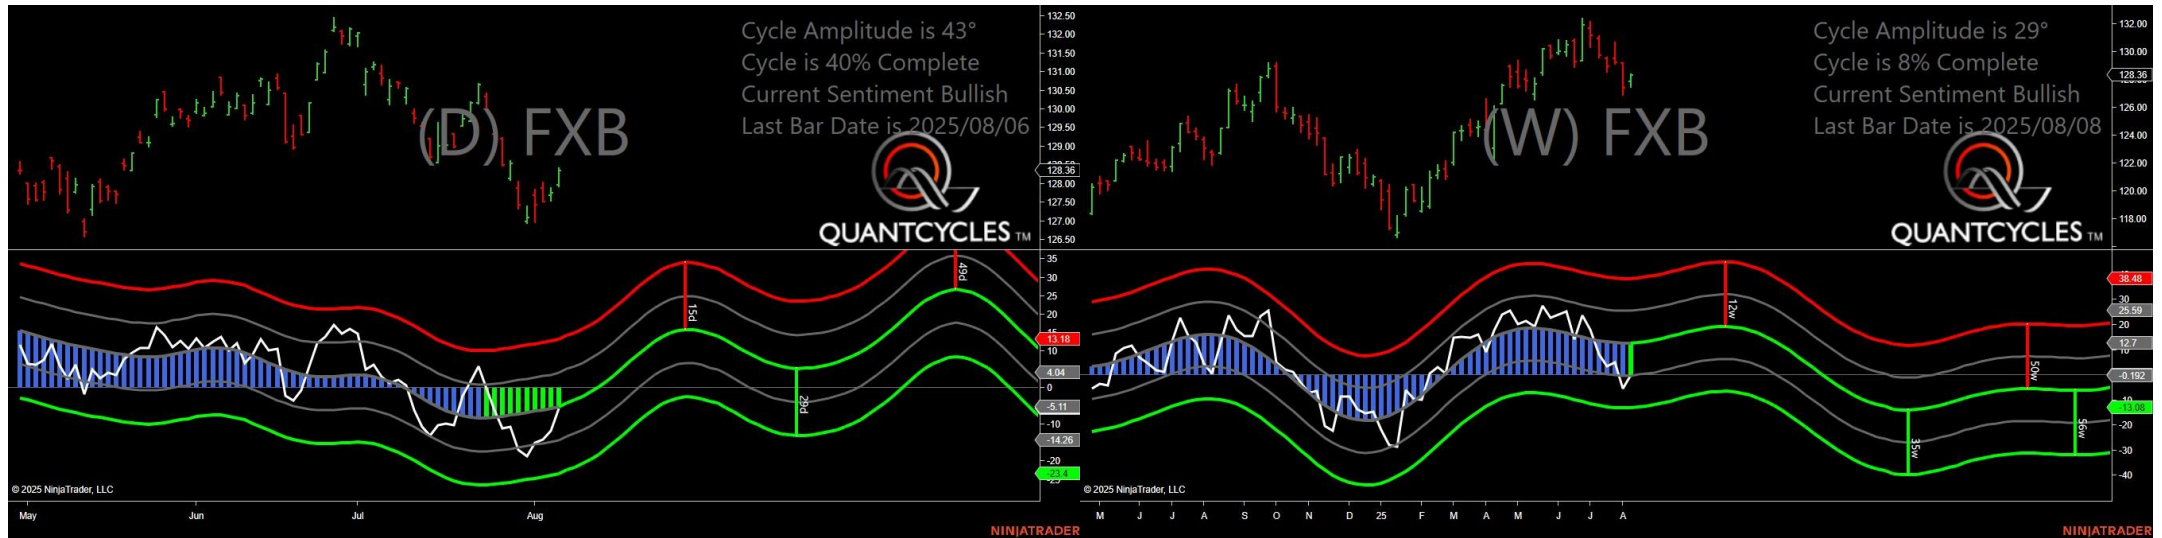 Cycle Amplitude is 43°
Cycle is 40% Complete
Current Sentiment Bullish
Last Bar Date is 2025/08/06
(D) FXB
QUANTCYCLES TM
132.50
132.00
131.50
131.00
130.50
130.00
129.50
129.00
128.36
128.00
127.50
127.00
126.50
15d
29d
49d
35
30
25
20
13.18
10
4.04
0
-5.11
-10
-14.26
-20
-23.4
© 2025 NinjaTrader, LLC
May Jun Jul Aug
NINJATRADER
Cycle Amplitude is 29°
Cycle is 8% Complete
Current Sentiment Bullish
Last Bar Date is 2025/08/08
(W) FXB
QUANTCYCLES TM
132.00
130.00
128.36
126.00
124.00
122.00
120.00
118.00
12w
35w
50w
56w
38.48
30
25.59
20
12.7
-0.192
-13.08
-20
-30
-40
© 2025 NinjaTrader, LLC
M J J A S O N D 25 F M A M J J A
NINJATRADER